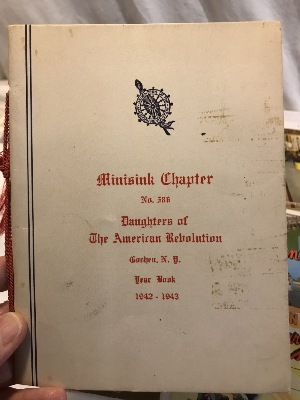 Minisink Chapter
No. 386
Daughters of
The American Revolution
Goshen, N. Y.
Year Book
1942 - 1943